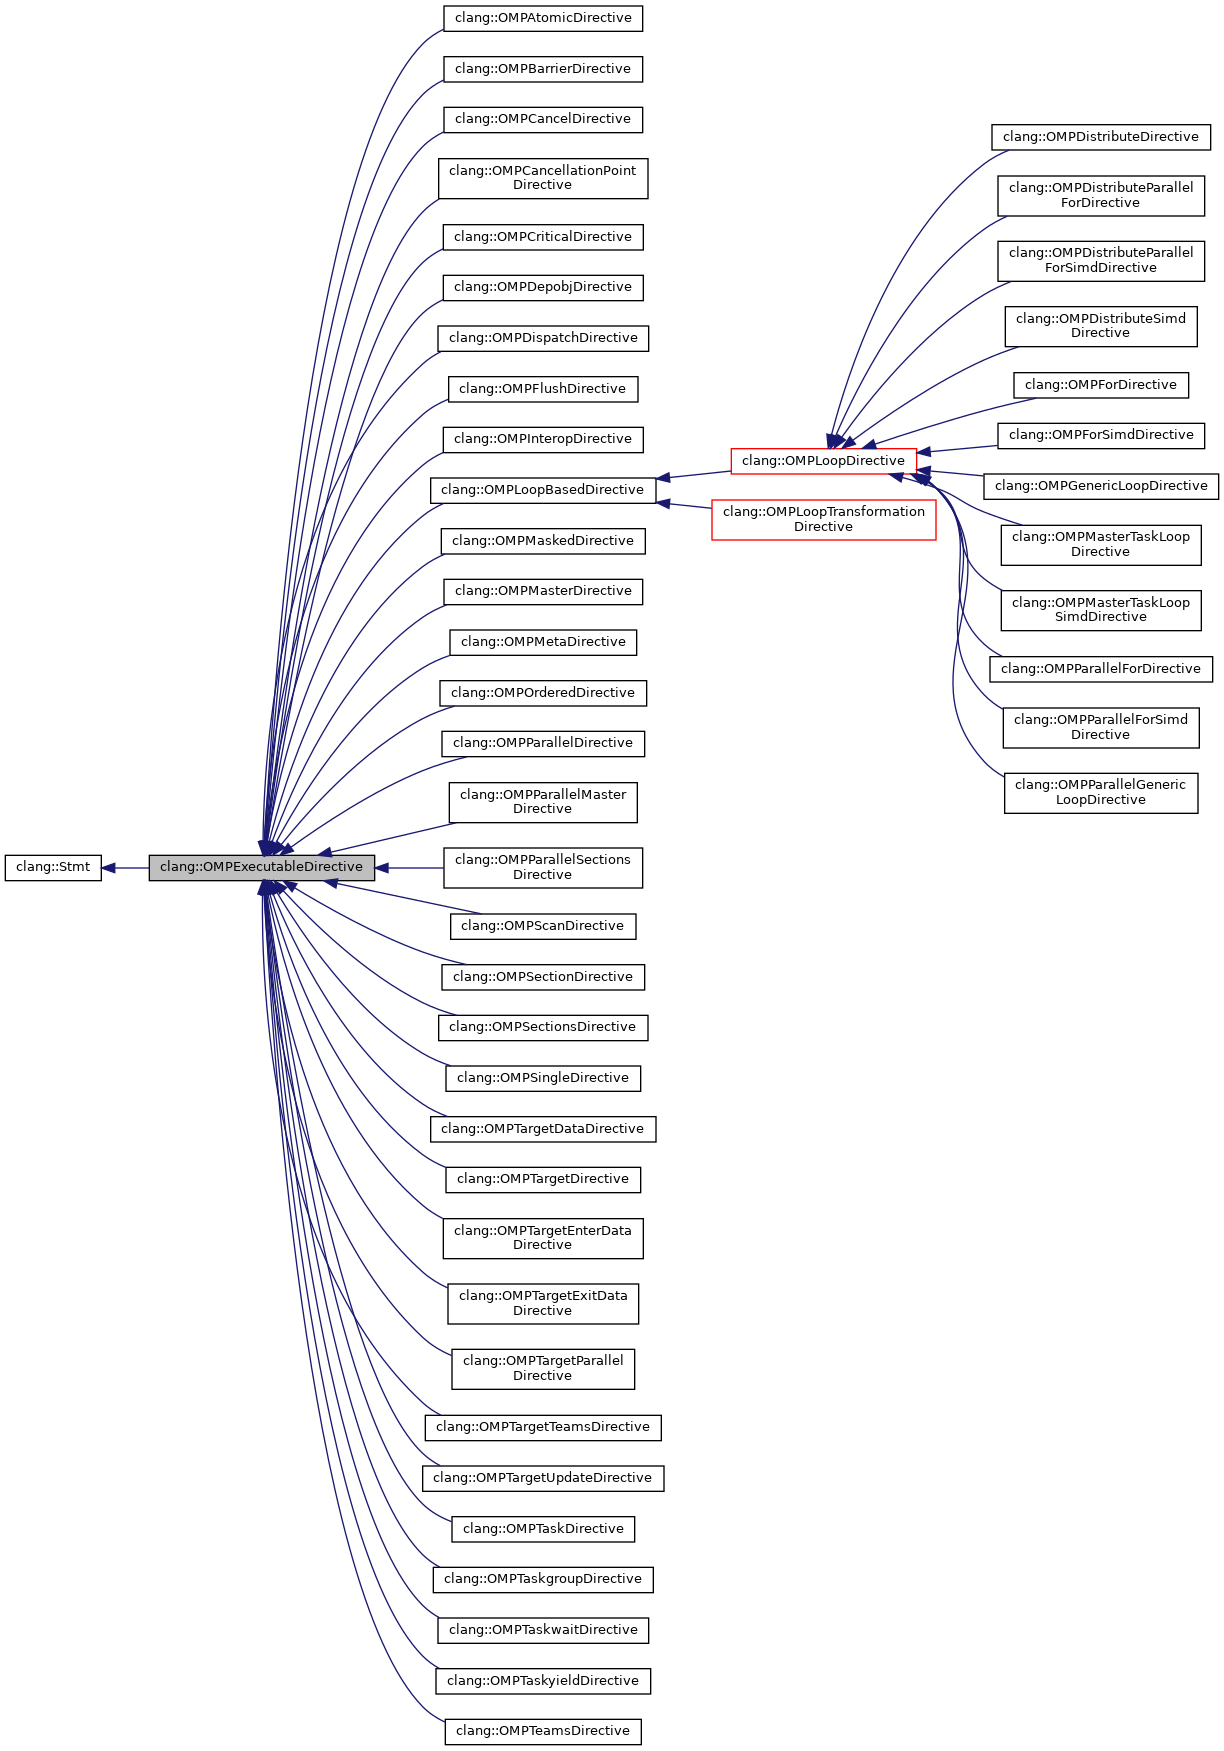 clang::Stmt
clang::OMPExecutableDirective
clang::OMPAtomicDirective
clang::OMPBarrierDirective
clang::OMPCancelDirective
clang::OMPCancellationPoint
Directive
clang::OMPCriticalDirective
clang::OMPDepobjDirective
clang::OMPDispatchDirective
clang::OMPFlushDirective
clang::OMPInteropDirective
clang::OMPLoopBasedDirective
clang::OMPMaskedDirective
clang::OMPMasterDirective
clang::OMPMetaDirective
clang::OMPOrderedDirective
clang::OMPParallelDirective
clang::OMPParallelMaster
Directive
clang::OMPParallelSections
Directive
clang::OMPScanDirective
clang::OMPSectionDirective
clang::OMPSectionsDirective
clang::OMPSingleDirective
clang::OMPTargetDataDirective
clang::OMPTargetDirective
clang::OMPTargetEnterData
Directive
clang::OMPTargetExitData
Directive
clang::OMPTargetParallel
Directive
clang::OMPTargetTeamsDirective
clang::OMPTargetUpdateDirective
clang::OMPTaskDirective
clang::OMPTaskgroupDirective
clang::OMPTaskwaitDirective
clang::OMPTaskyieldDirective
clang::OMPTeamsDirective
clang::OMPLoopDirective
clang::OMPLoopTransformation
Directive
clang::OMPDistributeDirective
clang::OMPDistributeParallel
ForDirective
clang::OMPDistributeParallel
ForSimdDirective
clang::OMPDistributeSimd
Directive
clang::OMPForDirective
clang::OMPForSimdDirective
clang::OMPGenericLoopDirective
clang::OMPMasterTaskLoop
Directive
clang::OMPMasterTaskLoop
SimdDirective
clang::OMPParallelForDirective
clang::OMPParallelForSimd
Directive
clang::OMPParallelGeneric
LoopDirective